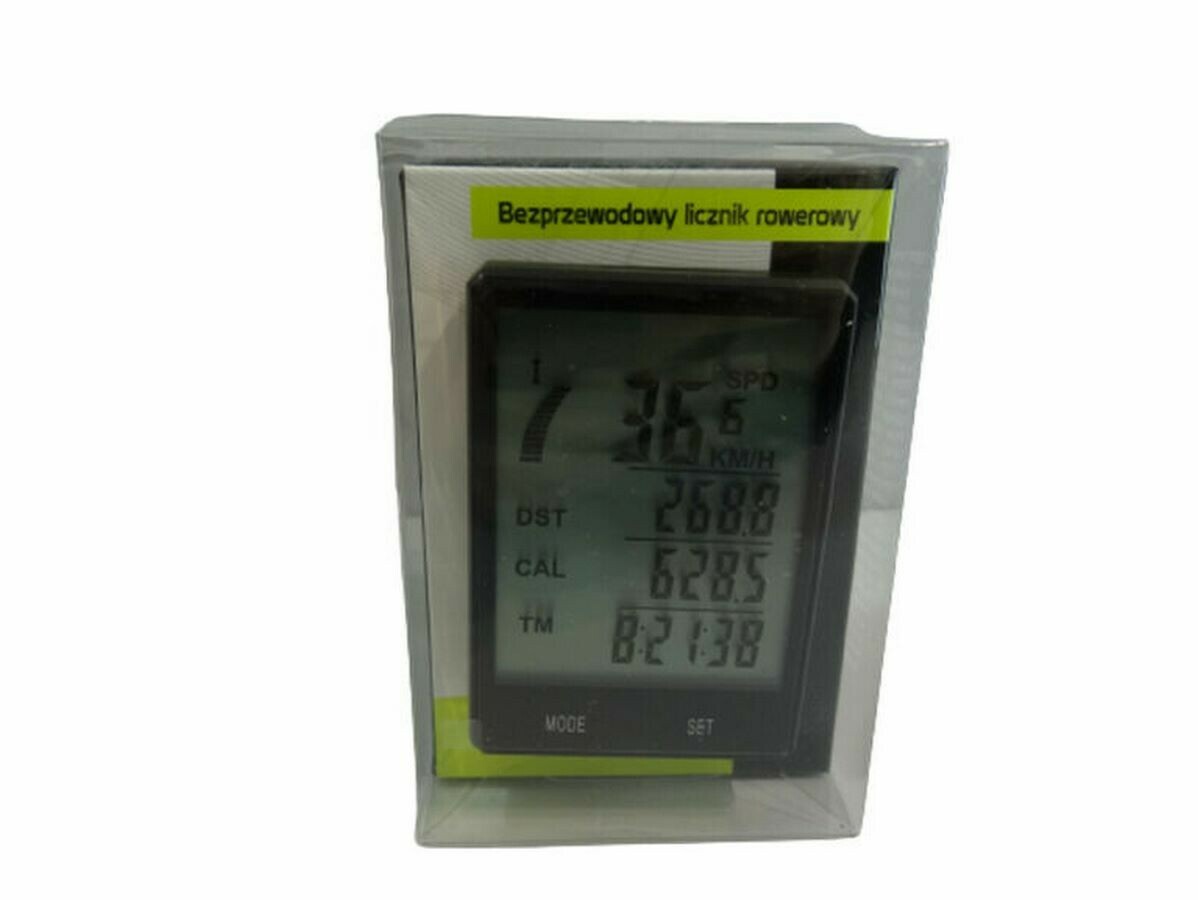 Bezprzewodowy licznik rowerowy
SPD
36 6
KM/H
DST 268.8
CAL 628.5
TM 8:21:38
MODE SET